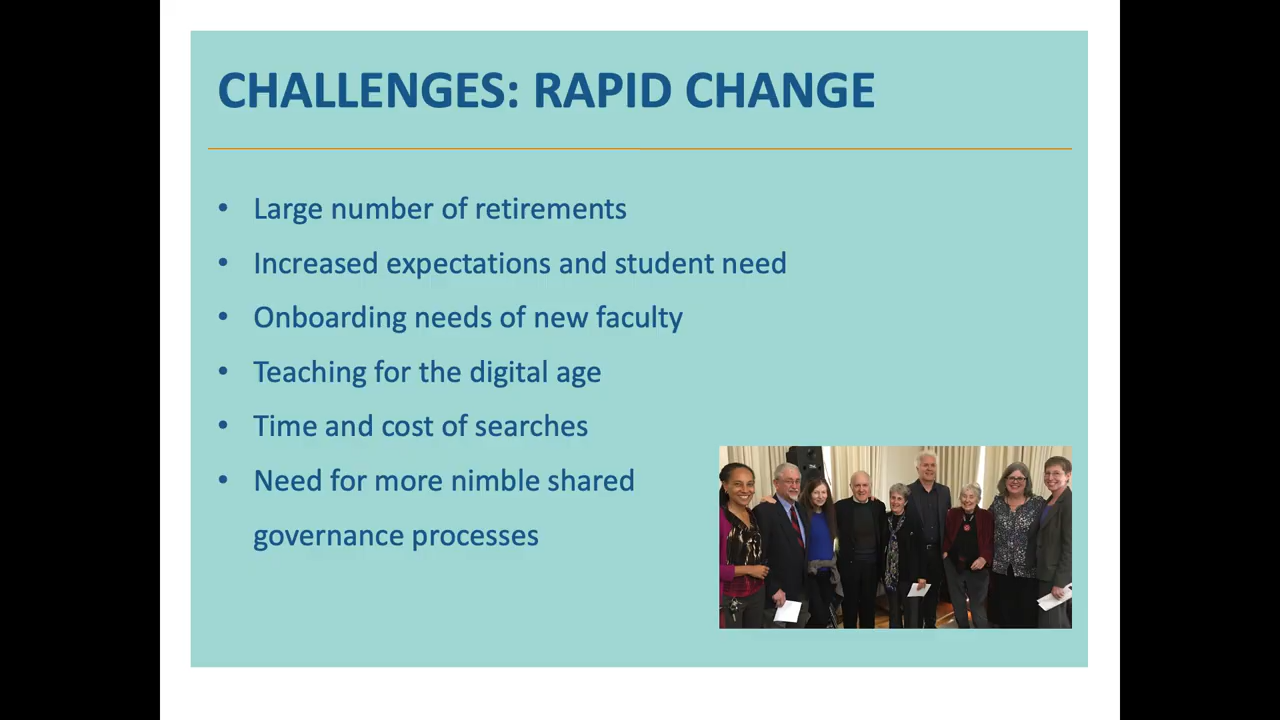 CHALLENGES: RAPID CHANGE
• Large number of retirements
• Increased expectations and student need
• Onboarding needs of new faculty
• Teaching for the digital age
• Time and cost of searches
• Need for more nimble shared
governance processes